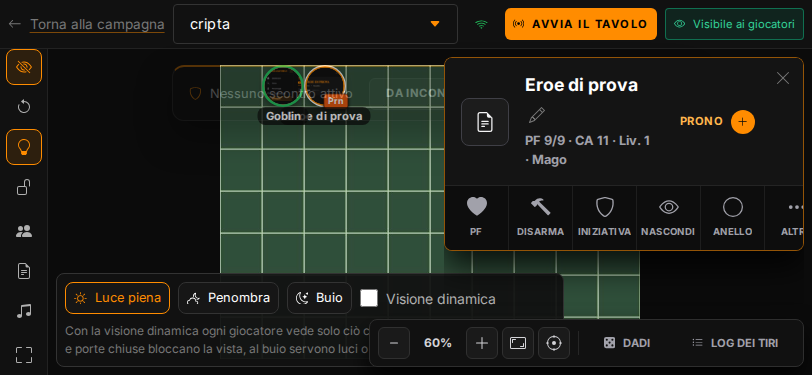 Torna alla campagna
cripta
AVVIA IL TAVOLO
Visibile ai giocatori
Nessuno scontro attivo
DA INCON
Prn
Goblin e di prova
Eroe di prova
PF 9/9 · CA 11 · Liv. 1
· Mago
PRONO
PF
DISARMA
INIZIATIVA
NASCONDI
ANELLO
ALTR
Luce piena
Penombra
Buio
Visione dinamica
Con la visione dinamica ogni giocatore vede solo ciò c
e porte chiuse bloccano la vista, al buio servono luci o
60%
DADI
LOG DEI TIRI